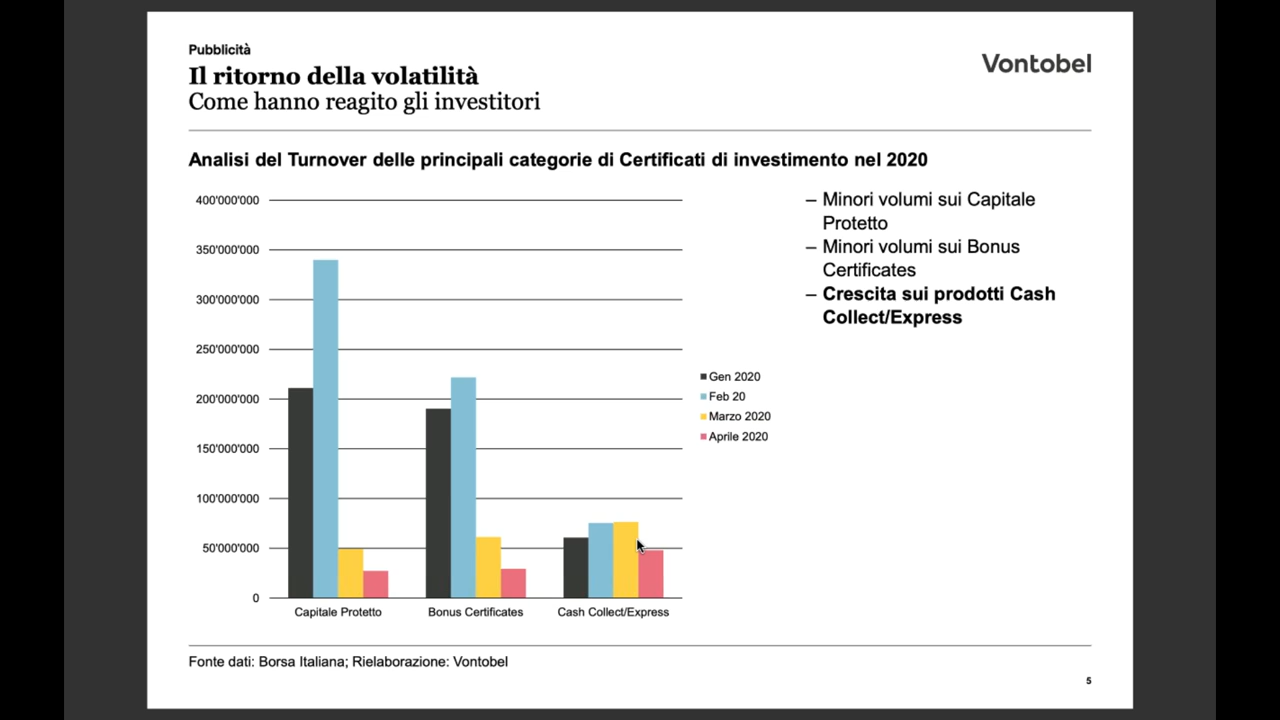 Pubblicità
Il ritorno della volatilità
Come hanno reagito gli investitori
Vontobel
Analisi del Turnover delle principali categorie di Certificati di investimento nel 2020
400'000'000
350'000'000
300'000'000
250'000'000
200'000'000
150'000'000
100'000'000
50'000'000
0
Capitale Protetto
Bonus Certificates
Cash Collect/Express
Gen 2020
Feb 20
Marzo 2020
Aprile 2020
– Minori volumi sui Capitale
Protetto
– Minori volumi sui Bonus
Certificates
– Crescita sui prodotti Cash
Collect/Express
Fonte dati: Borsa Italiana; Rielaborazione: Vontobel
5